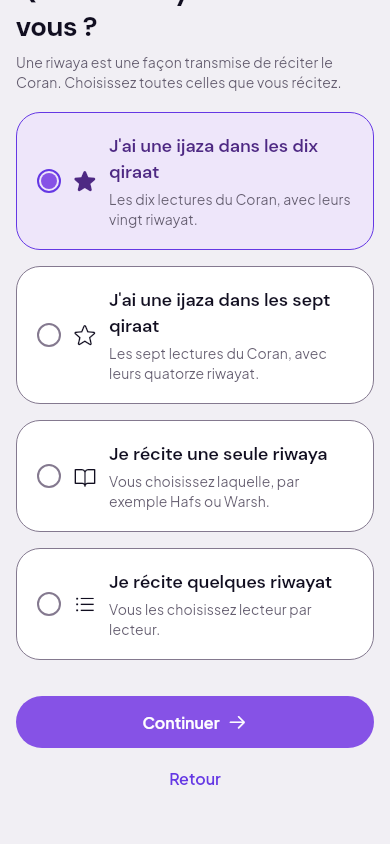 vous ?
Une riwaya est une façon transmise de réciter le
Coran. Choisissez toutes celles que vous récitez.
J'ai une ijaza dans les dix
qiraat
Les dix lectures du Coran, avec leurs
vingt riwayat.
J'ai une ijaza dans les sept
qiraat
Les sept lectures du Coran, avec
leurs quatorze riwayat.
Je récite une seule riwaya
Vous choisissez laquelle, par
exemple Hafs ou Warsh.
Je récite quelques riwayat
Vous les choisissez lecteur par
lecteur.
Continuer
Retour